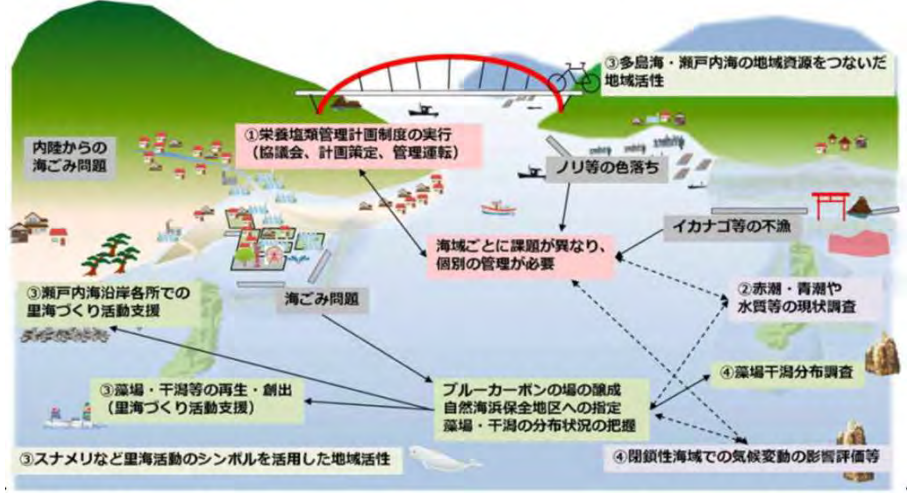 ③多島海・瀬戸内海の地域資源をつないだ
地域活性
①栄養塩類管理計画制度の実行
(協議会、計画策定、管理運転)
内陸からの
海ごみ問題
ノリ等の色落ち
イカナゴ等の不漁
海域ごとに課題が異なり、
個別の管理が必要
③瀬戸内海沿岸各所での
里海づくり活動支援
海ごみ問題
②赤潮・青潮や
水質等の現状調査
④藻場干潟分布調査
③藻場・干潟等の再生・創出
(里海づくり活動支援)
ブルーカーボンの場の醸成
自然海浜保全地区への指定
藻場・干潟の分布状況の把握
③スナメリなど里海活動のシンボルを活用した地域活性
④閉鎖性海域での気候変動の影響評価等